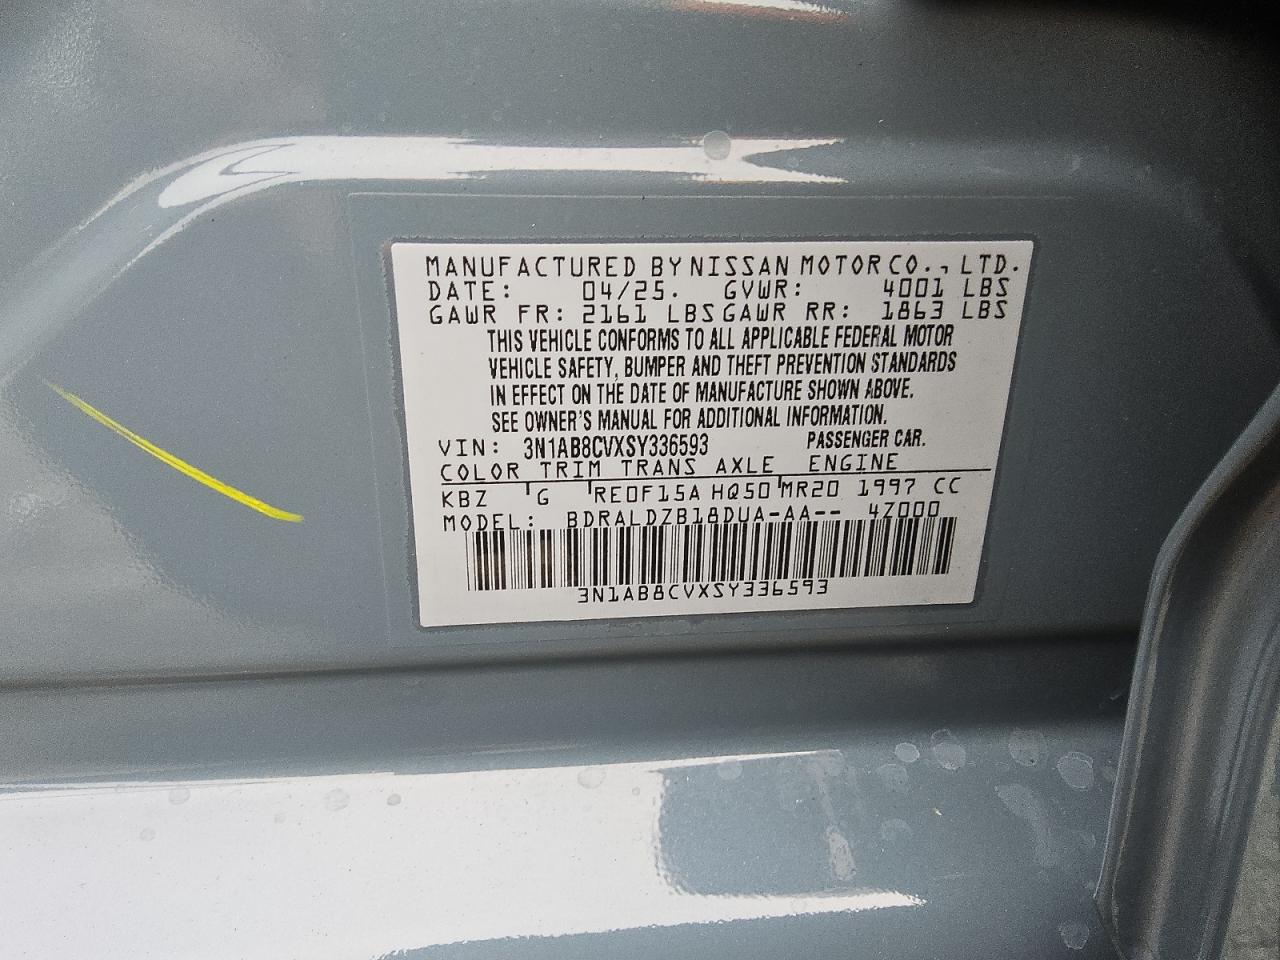 MANUFACTURED BY NISSAN MOTOR CO., LTD.
DATE: 04/25. GVWR: 4001 LBS
GAWR FR: 2161 LBS GAWR RR: 1863 LBS
THIS VEHICLE CONFORMS TO ALL APPLICABLE FEDERAL MOTOR
VEHICLE SAFETY, BUMPER AND THEFT PREVENTION STANDARDS
IN EFFECT ON THE DATE OF MANUFACTURE SHOWN ABOVE.
SEE OWNER'S MANUAL FOR ADDITIONAL INFORMATION.
VIN: 3N1AB8CVXSY336593 PASSENGER CAR.
COLOR TRIM TRANS AXLE ENGINE
KBZ G RE0F15A HQ50 MR20 1997 CC
MODEL: BDRALDZB18DUA-AA-- 4Z000
3N1AB8CVXSY336593